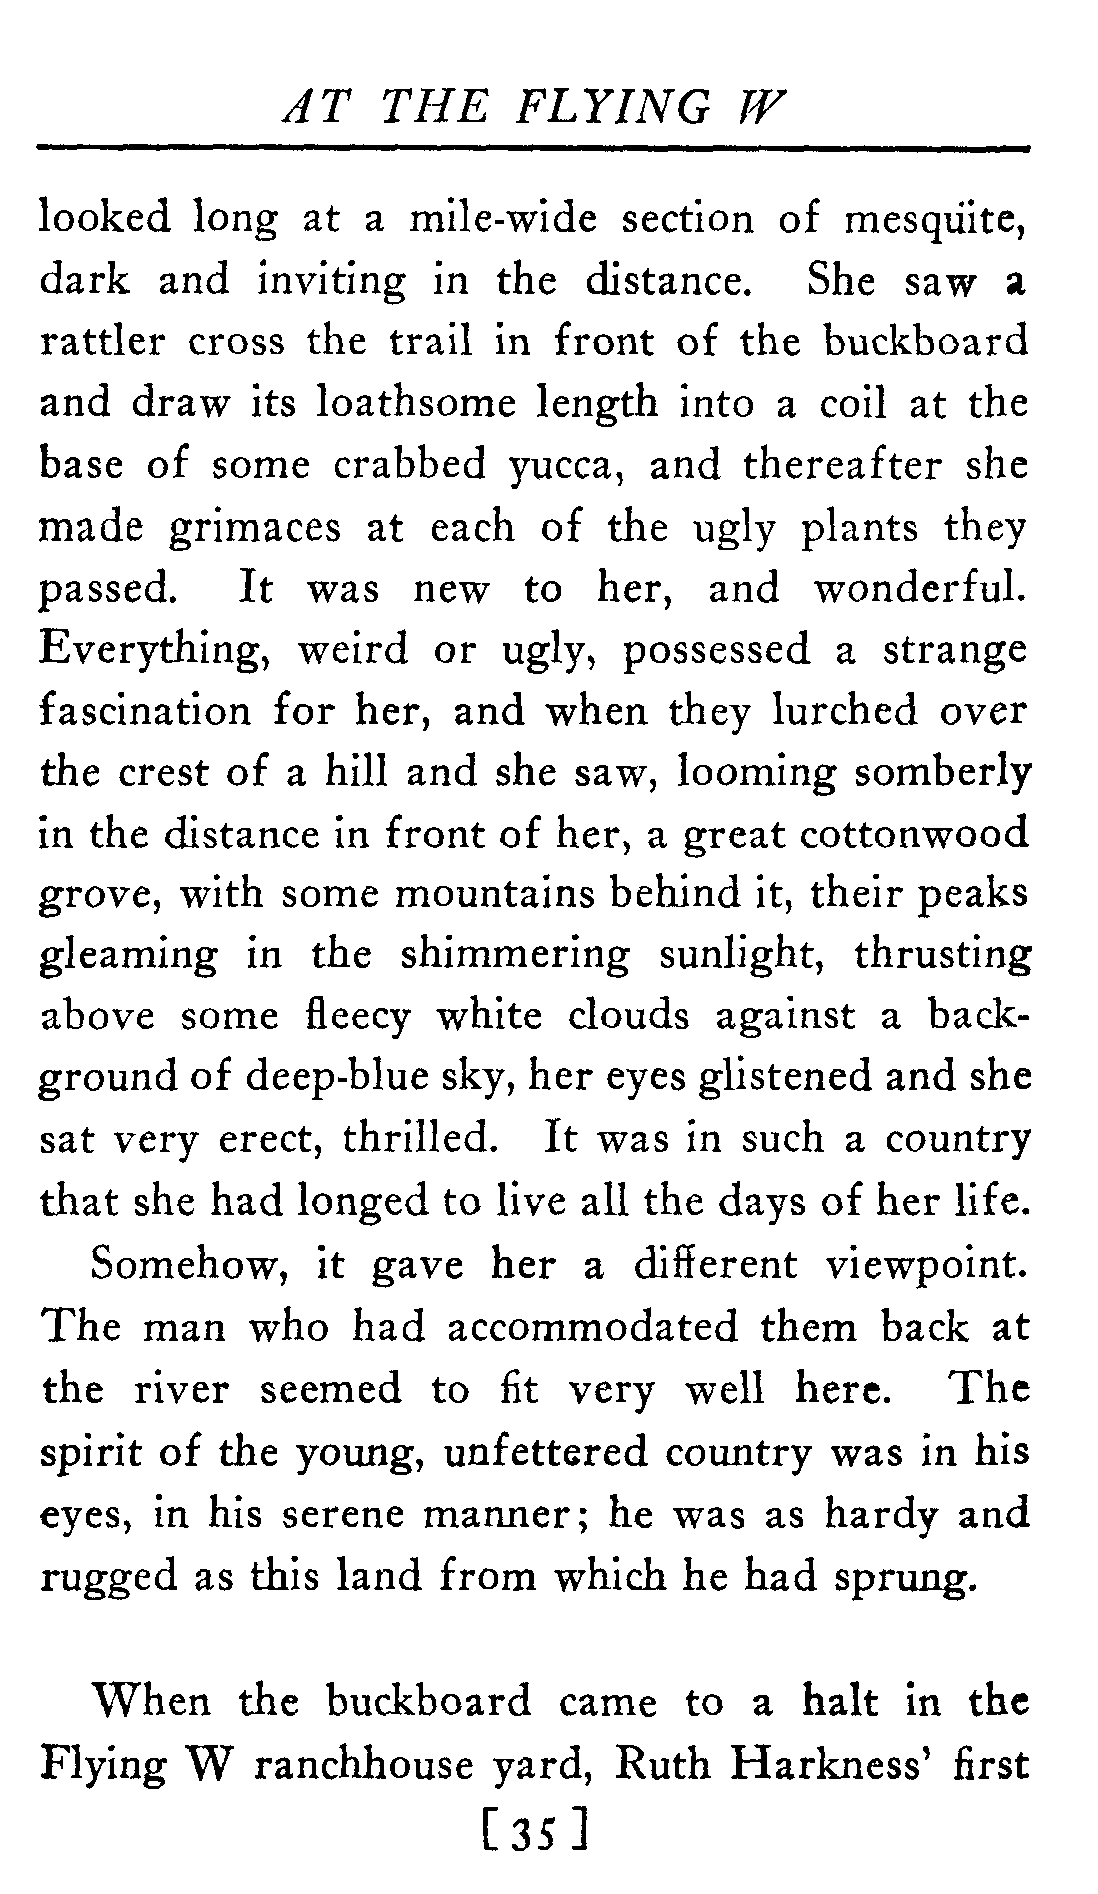 AT THE FLYING W
looked long at a mile-wide section of mesquite,
dark and inviting in the distance. She saw a
rattler cross the trail in front of the buckboard
and draw its loathsome length into a coil at the
base of some crabbed yucca, and thereafter she
made grimaces at each of the ugly plants they
passed. It was new to her, and wonderful.
Everything, weird or ugly, possessed a strange
fascination for her, and when they lurched over
the crest of a hill and she saw, looming somberly
in the distance in front of her, a great cottonwood
grove, with some mountains behind it, their peaks
gleaming in the shimmering sunlight, thrusting
above some fleecy white clouds against a back-
ground of deep-blue sky, her eyes glistened and she
sat very erect, thrilled. It was in such a country
that she had longed to live all the days of her life.
Somehow, it gave her a different viewpoint.
The man who had accommodated them back at
the river seemed to fit very well here. The
spirit of the young, unfettered country was in his
eyes, in his serene manner; he was as hardy and
rugged as this land from which he had sprung.
When the buckboard came to a halt in the
Flying W ranchhouse yard, Ruth Harkness' first
[35]